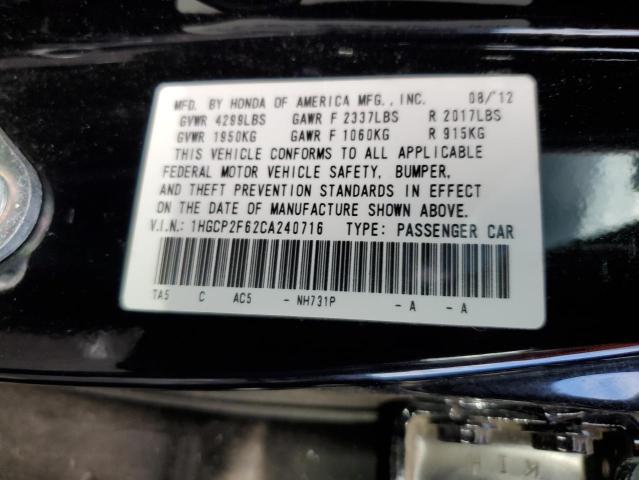 MFD. BY HONDA OF AMERICA MFG., INC. 08/'12
GVWR 4299LBS GAWR F 2337LBS R 2017LBS
GVWR 1950KG GAWR F 1060KG R 915KG
THIS VEHICLE CONFORMS TO ALL APPLICABLE
FEDERAL MOTOR VEHICLE SAFETY, BUMPER,
AND THEFT PREVENTION STANDARDS IN EFFECT
ON THE DATE OF MANUFACTURE SHOWN ABOVE.
V.I.N.: 1HGCP2F62CA240716 TYPE: PASSENGER CAR
TA5 C AC5 - NH731P - A - A